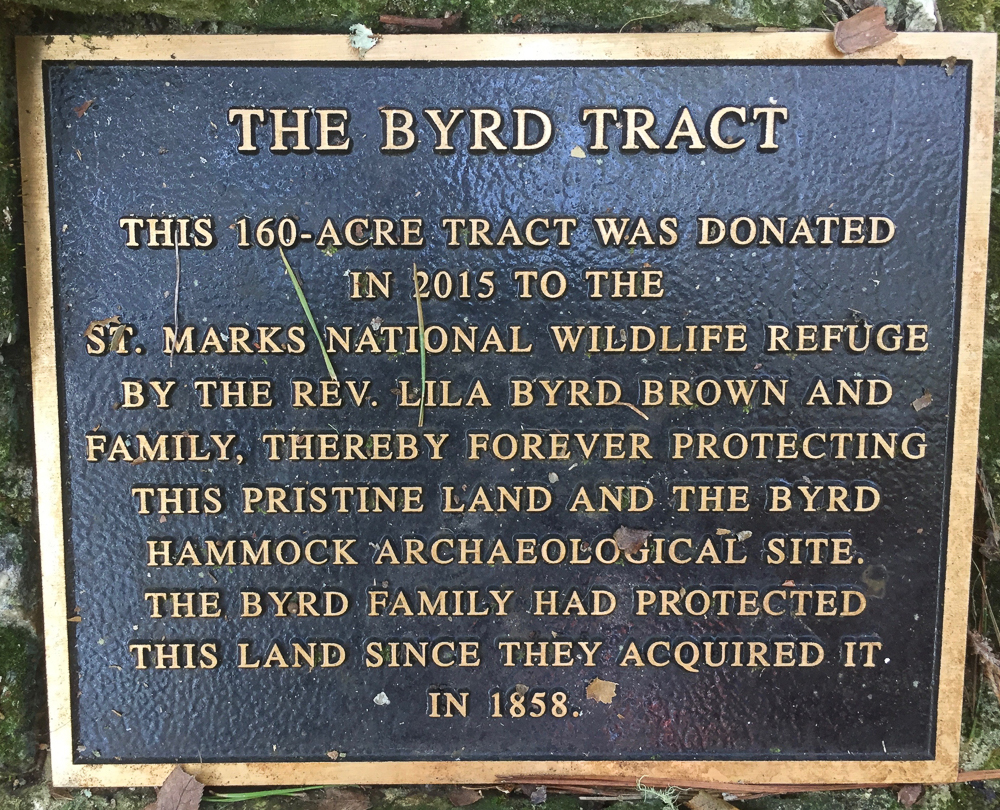 THE BYRD TRACT
THIS 160-ACRE TRACT WAS DONATED
IN 2015 TO THE
ST. MARKS NATIONAL WILDLIFE REFUGE
BY THE REV. LILA BYRD BROWN AND
FAMILY, THEREBY FOREVER PROTECTING
THIS PRISTINE LAND AND THE BYRD
HAMMOCK ARCHAEOLOGICAL SITE.
THE BYRD FAMILY HAD PROTECTED
THIS LAND SINCE THEY ACQUIRED IT
IN 1858.